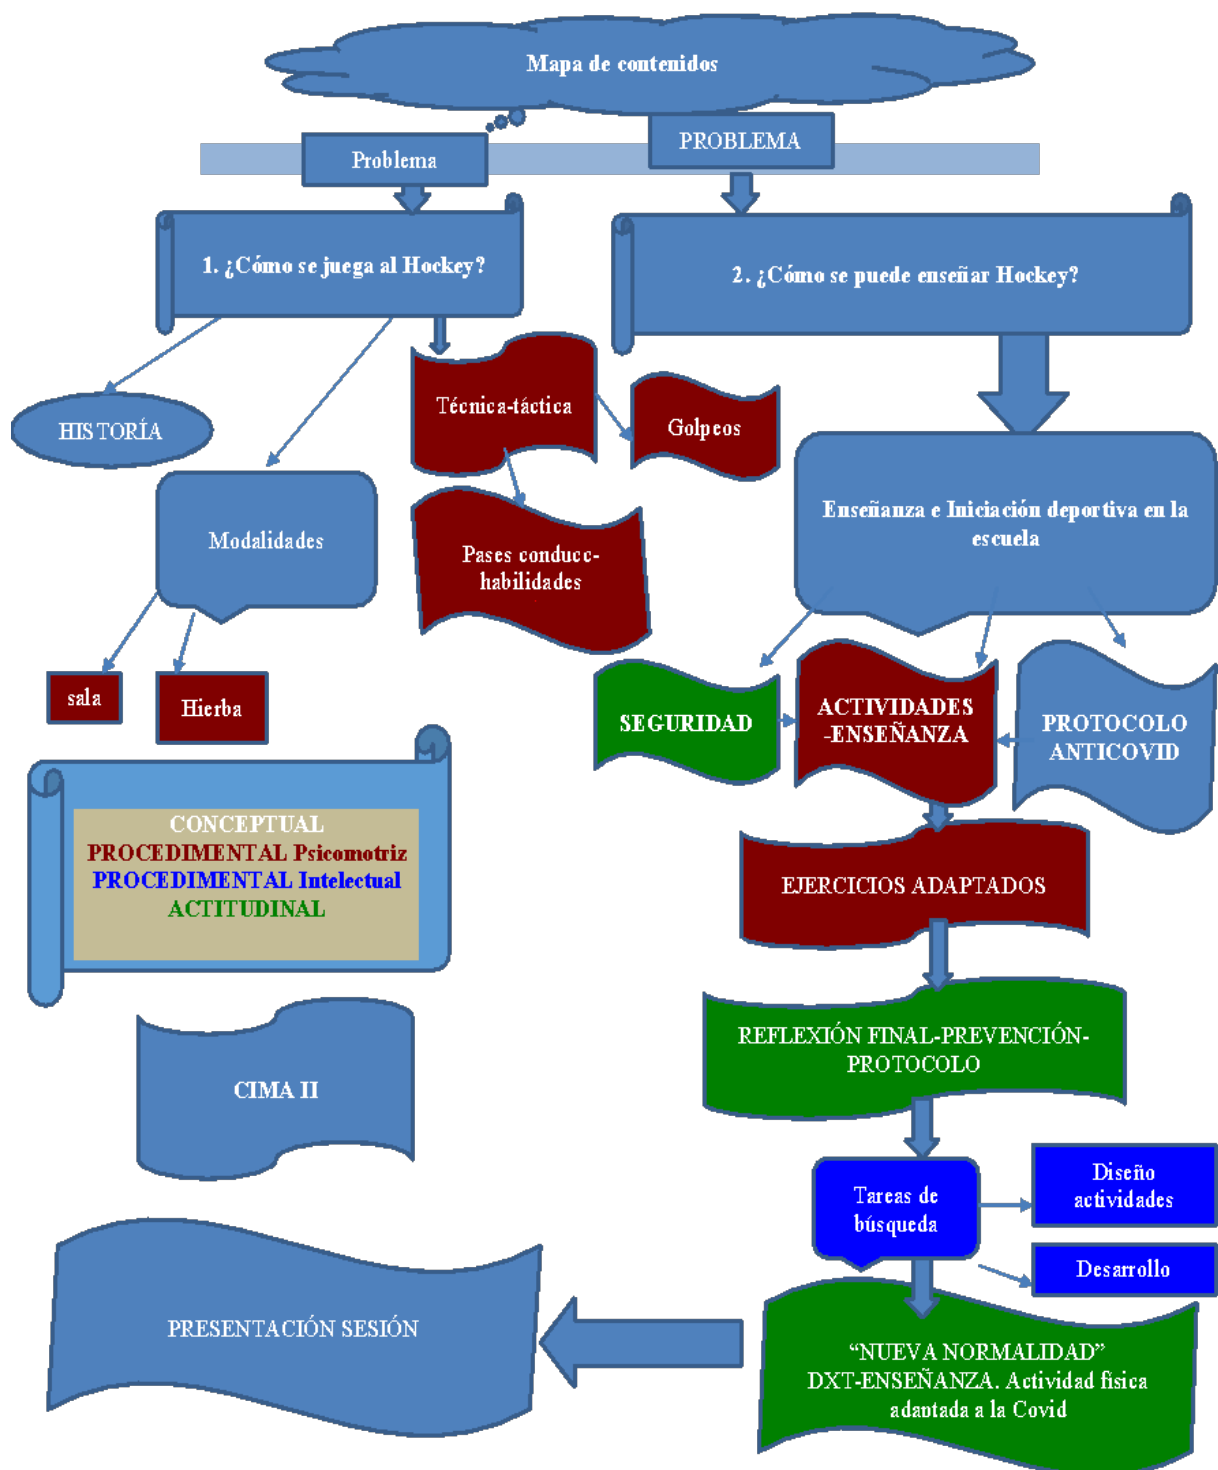 Mapa de contenidos
Problema
PROBLEMA
1. ¿Cómo se juega al Hockey?
2. ¿Cómo se puede enseñar Hockey?
HISTORÍA
Técnica-táctica
Golpeos
Modalidades
Pases conducc-
habilidades
Enseñanza e Iniciación deportiva en la
escuela
sala
Hierba
SEGURIDAD
ACTIVIDADES
-ENSEÑANZA
PROTOCOLO
ANTICOVID
CONCEPTUAL
PROCEDIMENTAL Psicomotriz
PROCEDIMENTAL Intelectual
ACTITUDINAL
EJERCICIOS ADAPTADOS
REFLEXIÓN FINAL-PREVENCIÓN-
PROTOCOLO
CIMA II
Tareas de
búsqueda
Diseño
actividades
Desarrollo
PRESENTACIÓN SESIÓN
“NUEVA NORMALIDAD”
DXT-ENSEÑANZA. Actividad física
adaptada a la Covid